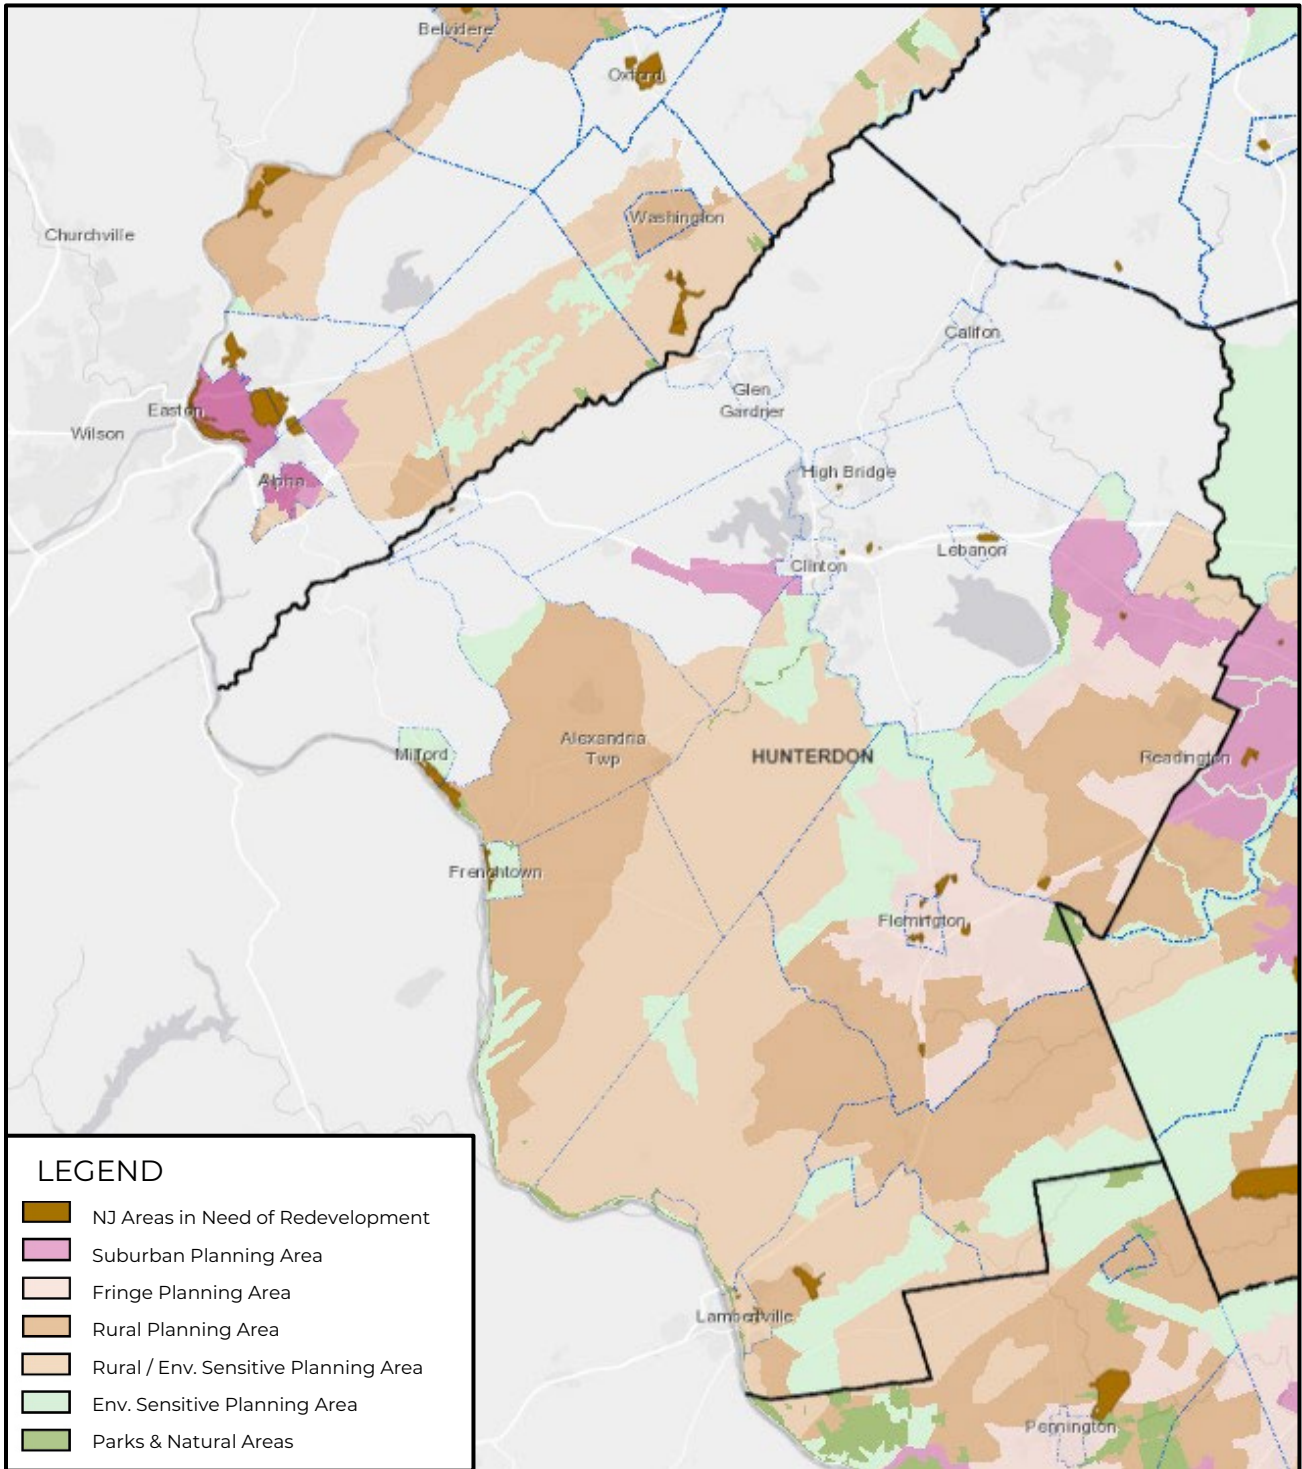 Belvidere
Oxford
Washington
Churchville
Califon
Glen
Gardner
Easton
Wilson
Alpha
High Bridge
Lebanon
Clinton
Alexandria
Twp
HUNTERDON
Readington
Milford
Frenchtown
Flemington
Lambertville
Pennington
LEGEND
NJ Areas in Need of Redevelopment
Suburban Planning Area
Fringe Planning Area
Rural Planning Area
Rural / Env. Sensitive Planning Area
Env. Sensitive Planning Area
Parks & Natural Areas